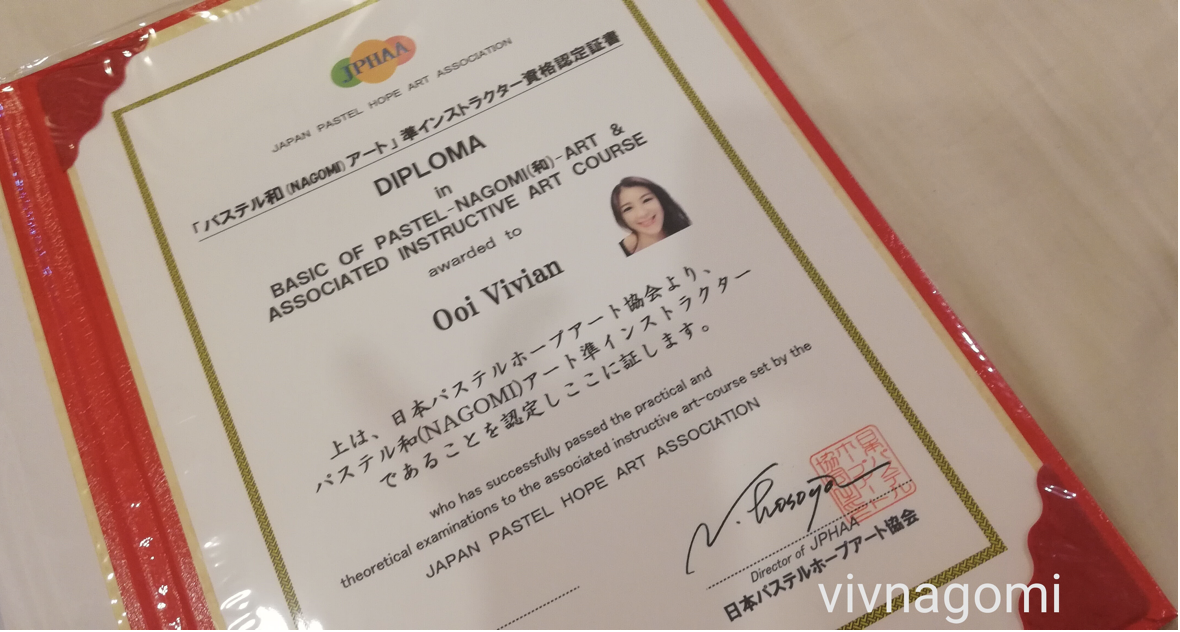 JPHAA
JAPAN PASTEL HOPE ART ASSOCIATION
「パステル和(NAGOMI)アート」準インストラクター資格認定証書
DIPLOMA
in
BASIC OF PASTEL-NAGOMI(和)-ART &
ASSOCIATED INSTRUCTIVE ART COURSE
awarded to
Ooi Vivian
上は、日本パステルホープアート協会より、
パステル和(NAGOMI)アート準インストラクター
であることを認定しここに証します。
who has successfully passed the practical and
theoretical examinations to the associated instructive art-course set by the
JAPAN PASTEL HOPE ART ASSOCIATION
N. Hosoya
Director of JPHAA
日本パステルホープアート協会
vivnagomi